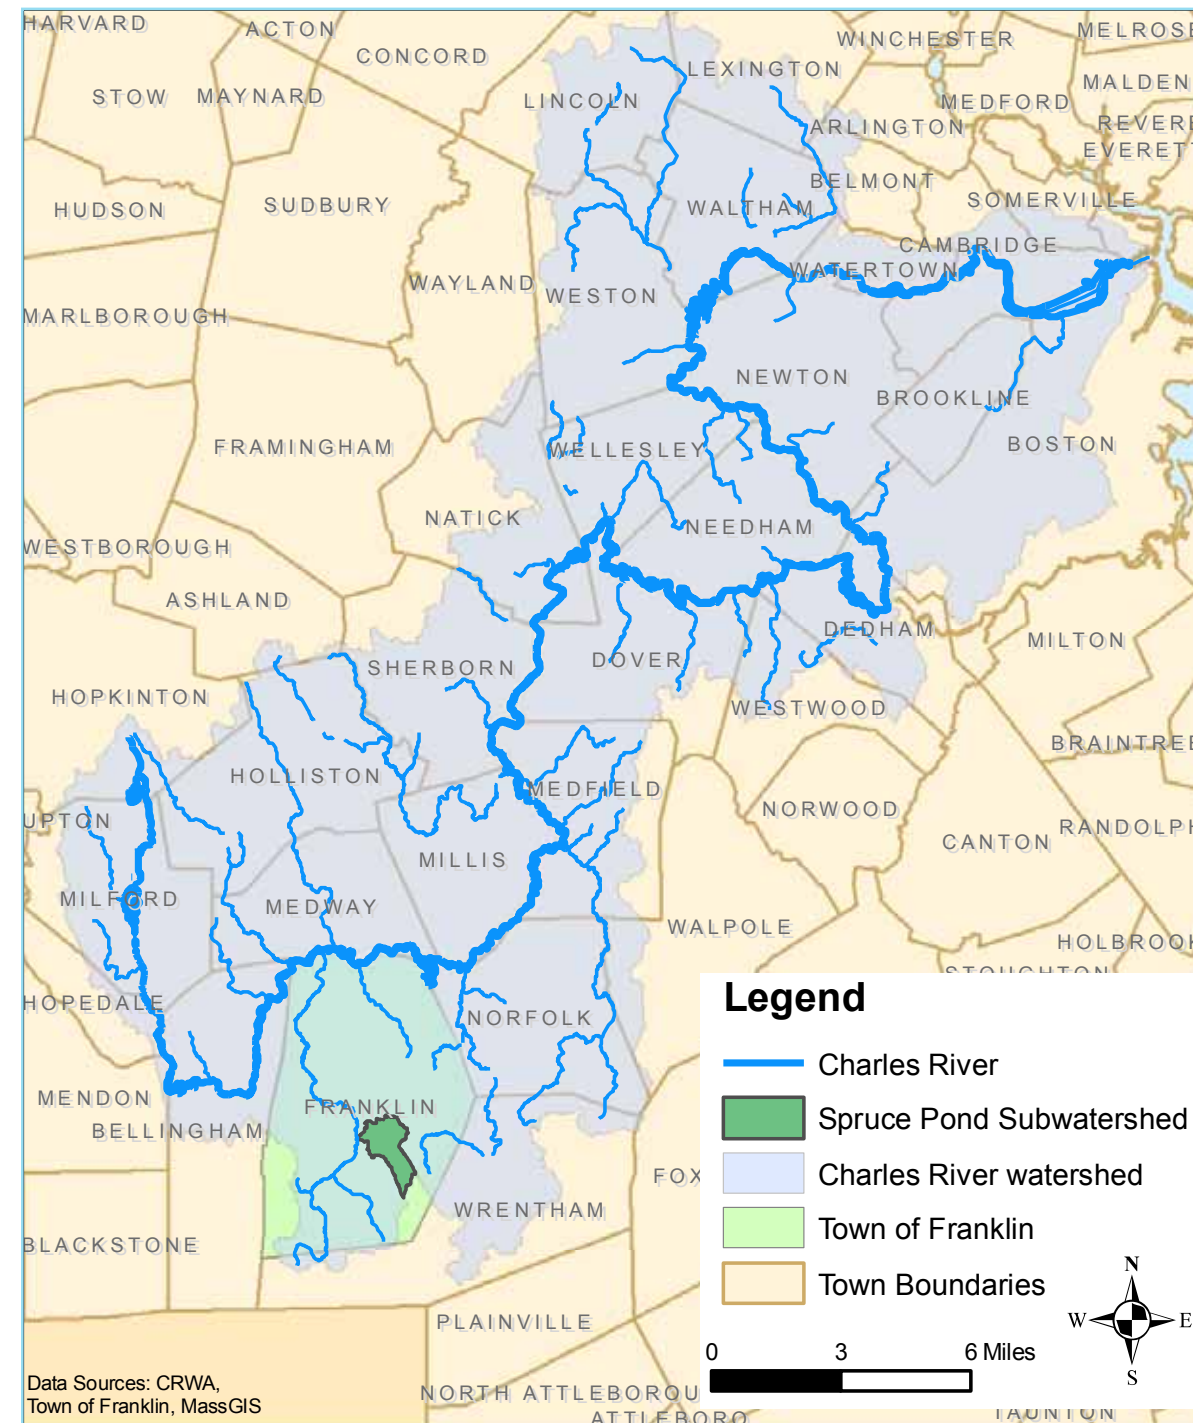 HARVARD
ACTON
CONCORD
WINCHESTER
MELROSE
STOW
MAYNARD
LINCOLN
LEXINGTON
MEDFORD
MALDEN
ARLINGTON
REVERE
EVERETT
HUDSON
SUDBURY
WALTHAM
BELMONT
SOMERVILLE
CAMBRIDGE
WATERTOWN
WAYLAND
WESTON
MARLBOROUGH
NEWTON
BROOKLINE
FRAMINGHAM
WELLESLEY
BOSTON
NATICK
NEEDHAM
WESTBOROUGH
ASHLAND
DEDHAM
MILTON
SHERBORN
DOVER
HOPKINTON
WESTWOOD
BRAINTREE
HOLLISTON
MEDFIELD
NORWOOD
UPTON
MILLIS
CANTON
RANDOLPH
MILFORD
MEDWAY
WALPOLE
HOLBROOK
STOUGHTON
HOPEDALE
NORFOLK
MENDON
FRANKLIN
BELLINGHAM
FOX
WRENTHAM
BLACKSTONE
PLAINVILLE
NORTH ATTLEBOROU
ATTLEBORO
TAUNTON
Legend
Charles River
Spruce Pond Subwatershed
Charles River watershed
Town of Franklin
Town Boundaries
N
W
E
S
0 3 6 Miles
Data Sources: CRWA,
Town of Franklin, MassGIS